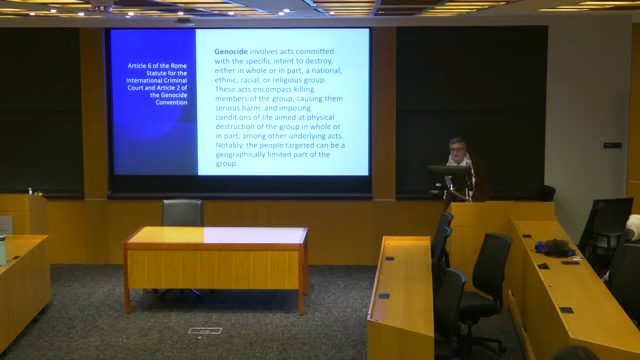 Article 6 of the Rome
Statute for the
International Criminal
Court and Article 2 of
the Genocide
Convention
Genocide involves acts committed
with the specific intent to destroy,
either in whole or in part, a national,
ethnic, racial, or religious group.
These acts encompass killing
members of the group, causing them
serious harm, and imposing
conditions of life aimed at physical
destruction of the group in whole or
in part, among other underlying acts.
Notably, the people targeted can be a
geographically limited part of the
group.